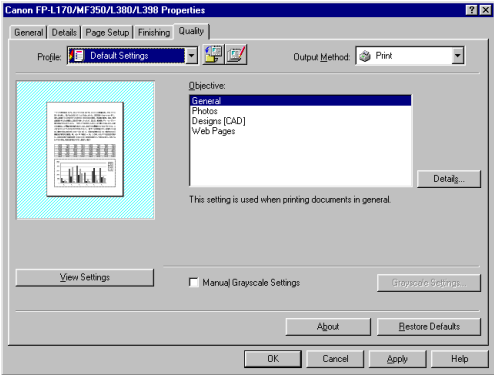 Canon FP-L170/MF350/L380/L398 Properties
General Details Page Setup Finishing Quality
Profile: Default Settings Output Method: Print
Objective:
General
Photos
Designs [CAD]
Web Pages
Details...
This setting is used when printing documents in general.
View Settings
Manual Grayscale Settings Grayscale Settings...
About Restore Defaults
OK Cancel Apply Help